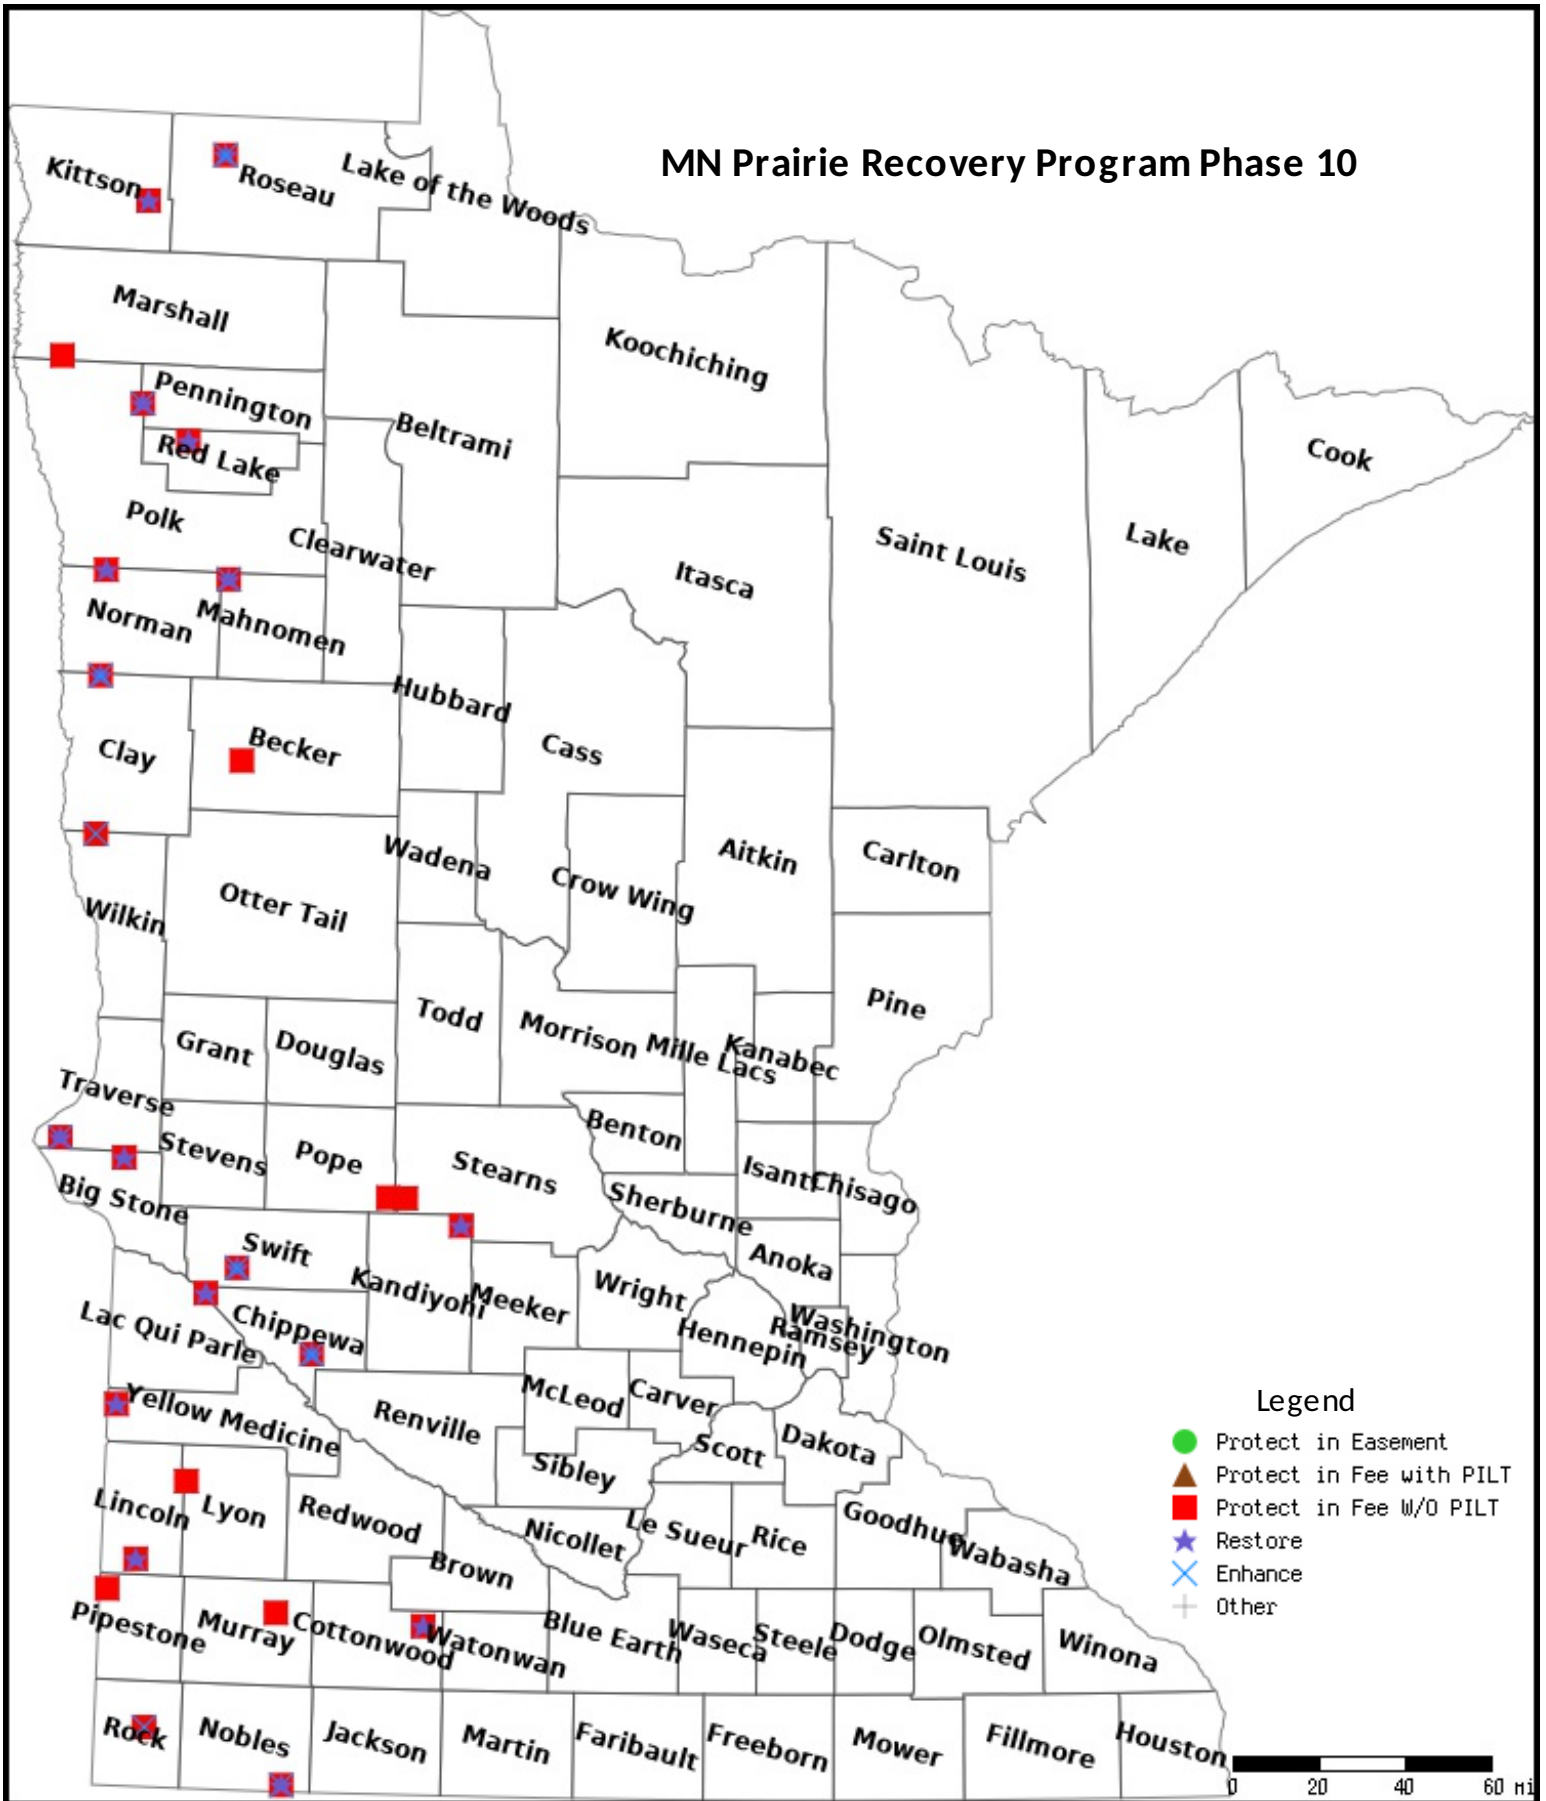 MN Prairie Recovery Program Phase 10
Kittson
Roseau
Lake of the Woods
Marshall
Koochiching
Pennington
Beltrami
Red Lake
Cook
Polk
Clearwater
Saint Louis
Lake
Itasca
Norman
Mahnomen
Hubbard
Clay
Becker
Cass
Wadena
Aitkin
Carlton
Crow Wing
Otter Tail
Wilkin
Pine
Todd
Morrison
Grant
Douglas
Mille Lacs
Kanabec
Traverse
Stevens
Pope
Stearns
Benton
Isanti
Chisago
Big Stone
Sherburne
Swift
Anoka
Kandiyohi
Meeker
Wright
Chippewa
Washington
Ramsey
Hennepin
Lac Qui Parle
McLeod
Carver
Yellow Medicine
Renville
Scott
Dakota
Sibley
Lincoln
Lyon
Redwood
Nicollet
Le Sueur
Rice
Goodhue
Wabasha
Brown
Pipestone
Murray
Cottonwood
Watonwan
Blue Earth
Waseca
Steele
Dodge
Olmsted
Winona
Rock
Nobles
Jackson
Martin
Faribault
Freeborn
Mower
Fillmore
Houston
Legend
Protect in Easement
Protect in Fee with PILT
Protect in Fee W/O PILT
Restore
Enhance
Other
0 20 40 60 mi